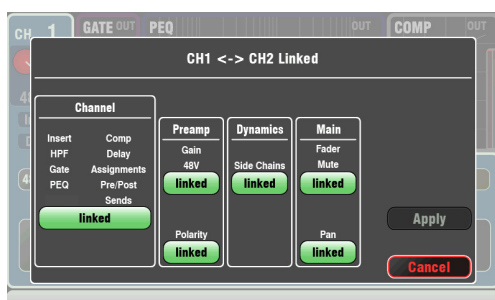 CH 1 GATE OUT PEQ OUT COMP OUT
CH1 <-> CH2 Linked
Channel
Insert Comp
HPF Delay
Gate Assignments
PEQ Pre/Post
Sends
linked
Preamp
Gain
48V
linked
Polarity
linked
Dynamics
Side Chains
linked
Main
Fader
Mute
linked
Pan
linked
Apply
Cancel